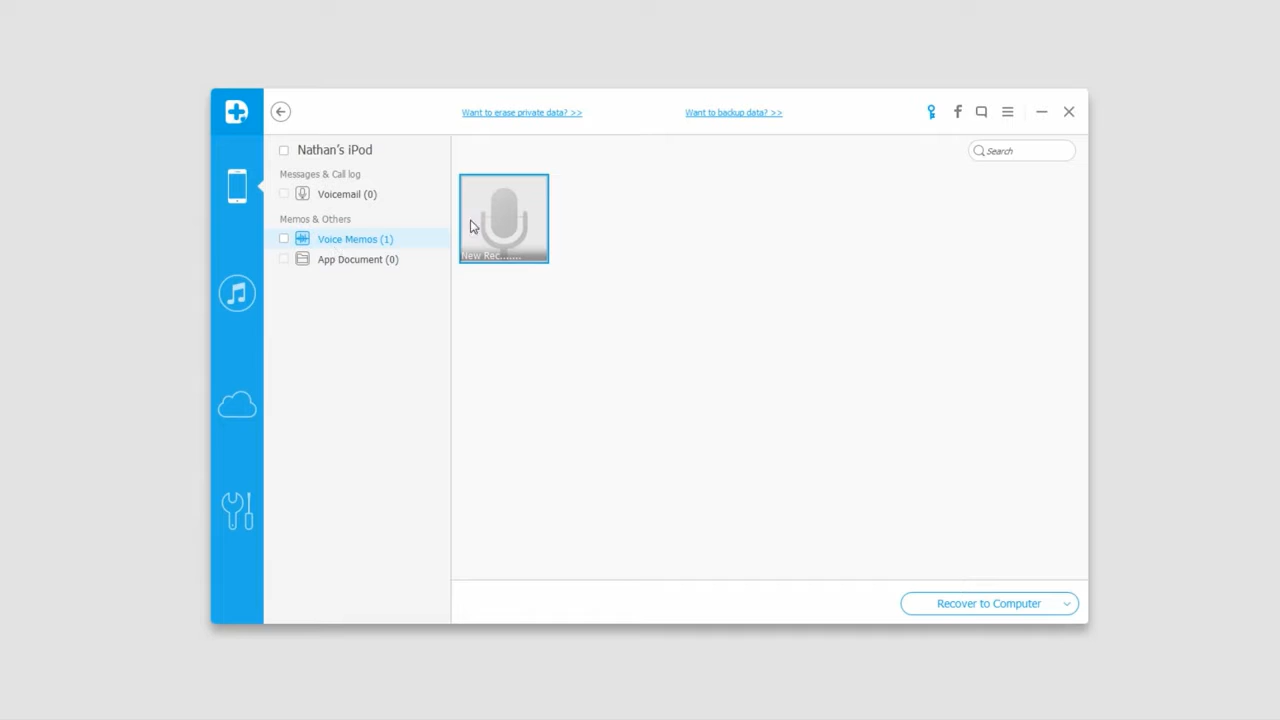 Want to erase private data? >>
Want to backup data? >>
Nathan's iPod
Search
Messages & Call log
Voicemail (0)
Memos & Others
Voice Memos (1)
App Document (0)
New Rec.......
Recover to Computer